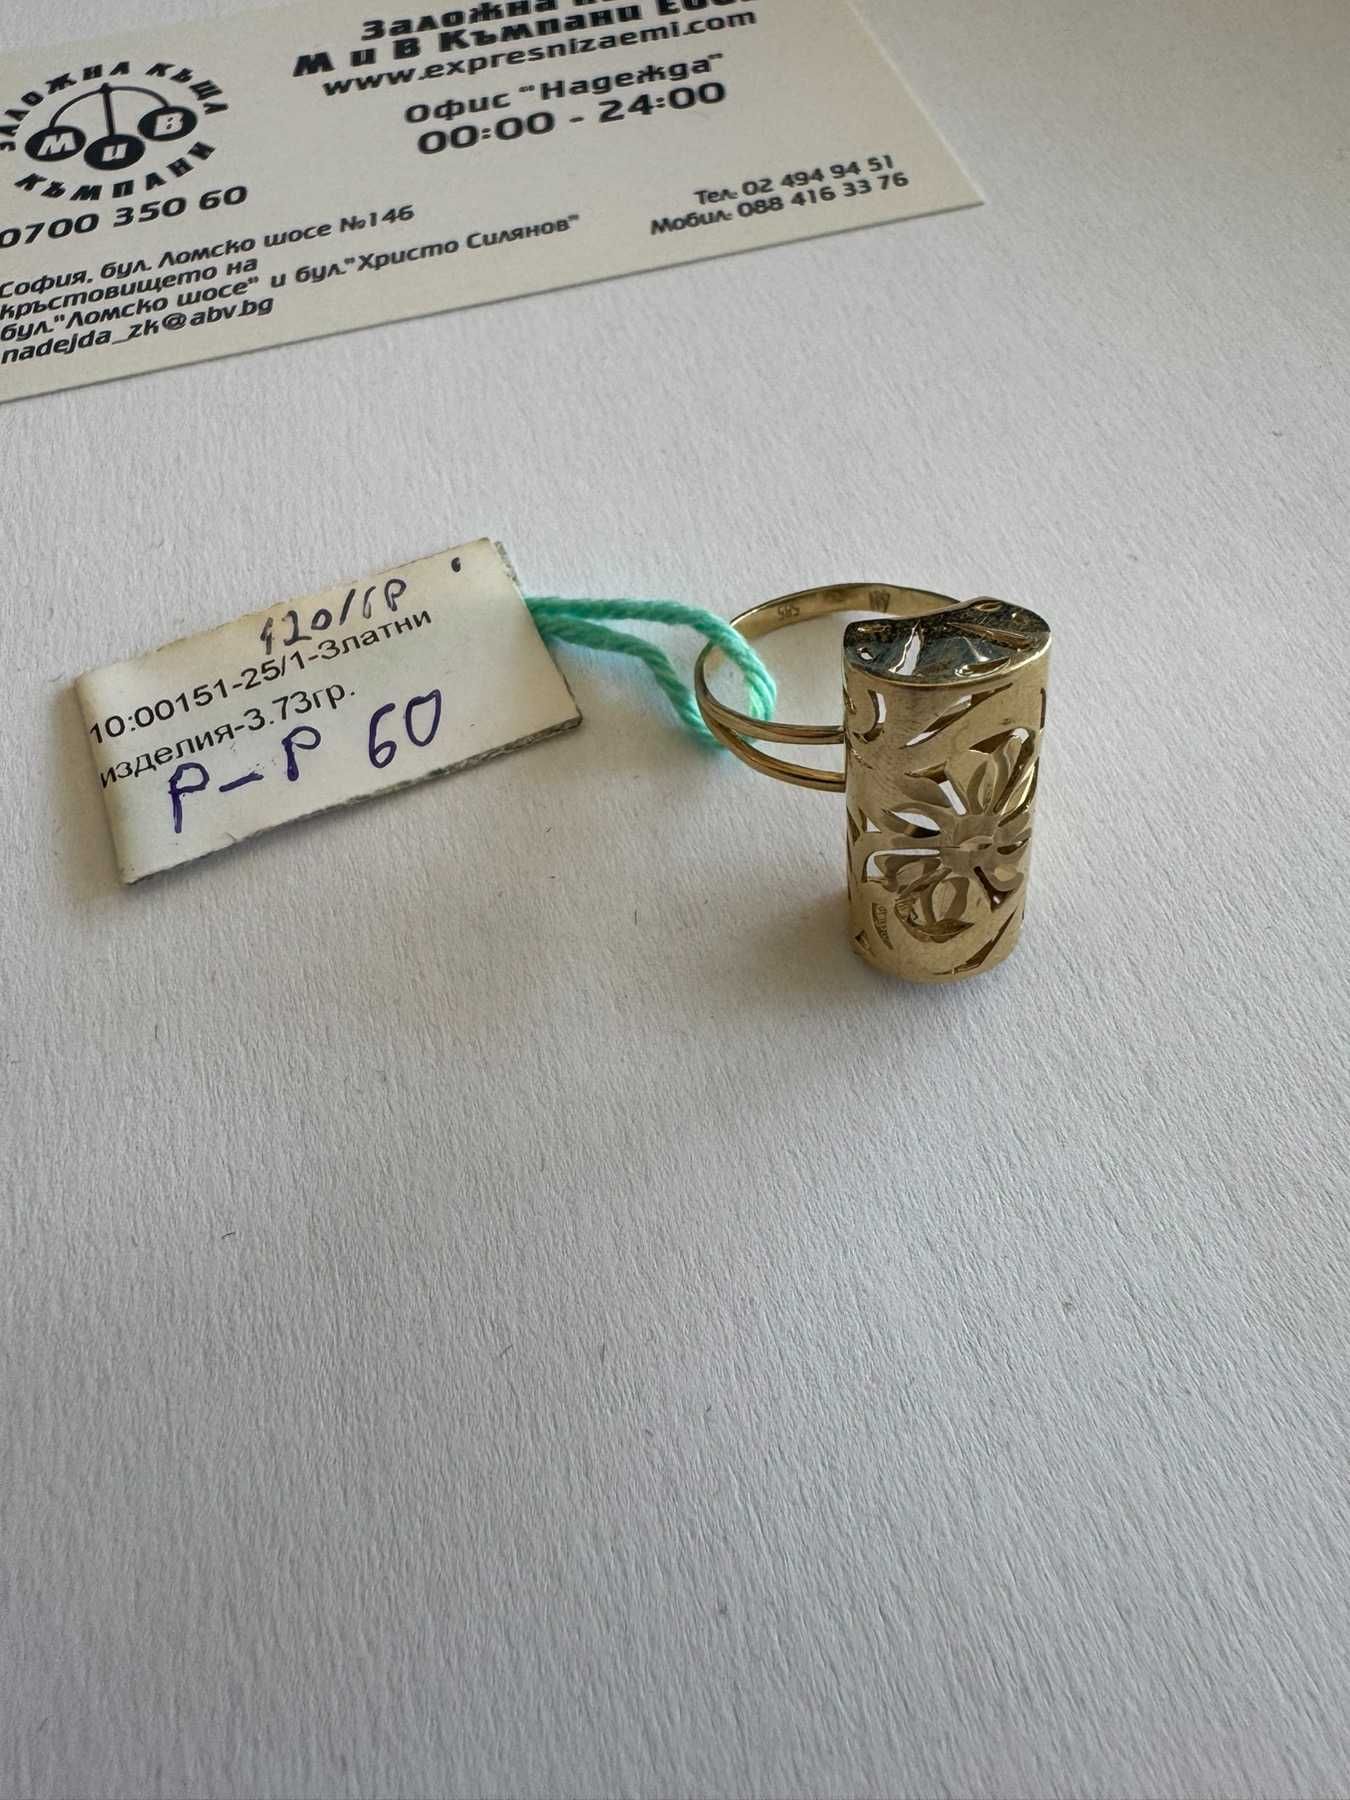 ЗАЛОЖНА КЪЩА
М и В
КЪМПАНИ
0700 350 60
Заложна
М и В Къмпани
www.expresnizaemi.com
Офис "Надежда"
00:00 - 24:00
Тел.: 02 494 94 51
Мобил.: 088 416 33 76
София, бул. Ломско шосе №146
кръстовището на
бул."Ломско шосе" и бул."Христо Силянов"
nadejda_zk@abv.bg
120/ГР
10:00151-25/1-Златни
изделия-3.73гр.
Р-Р 60
585